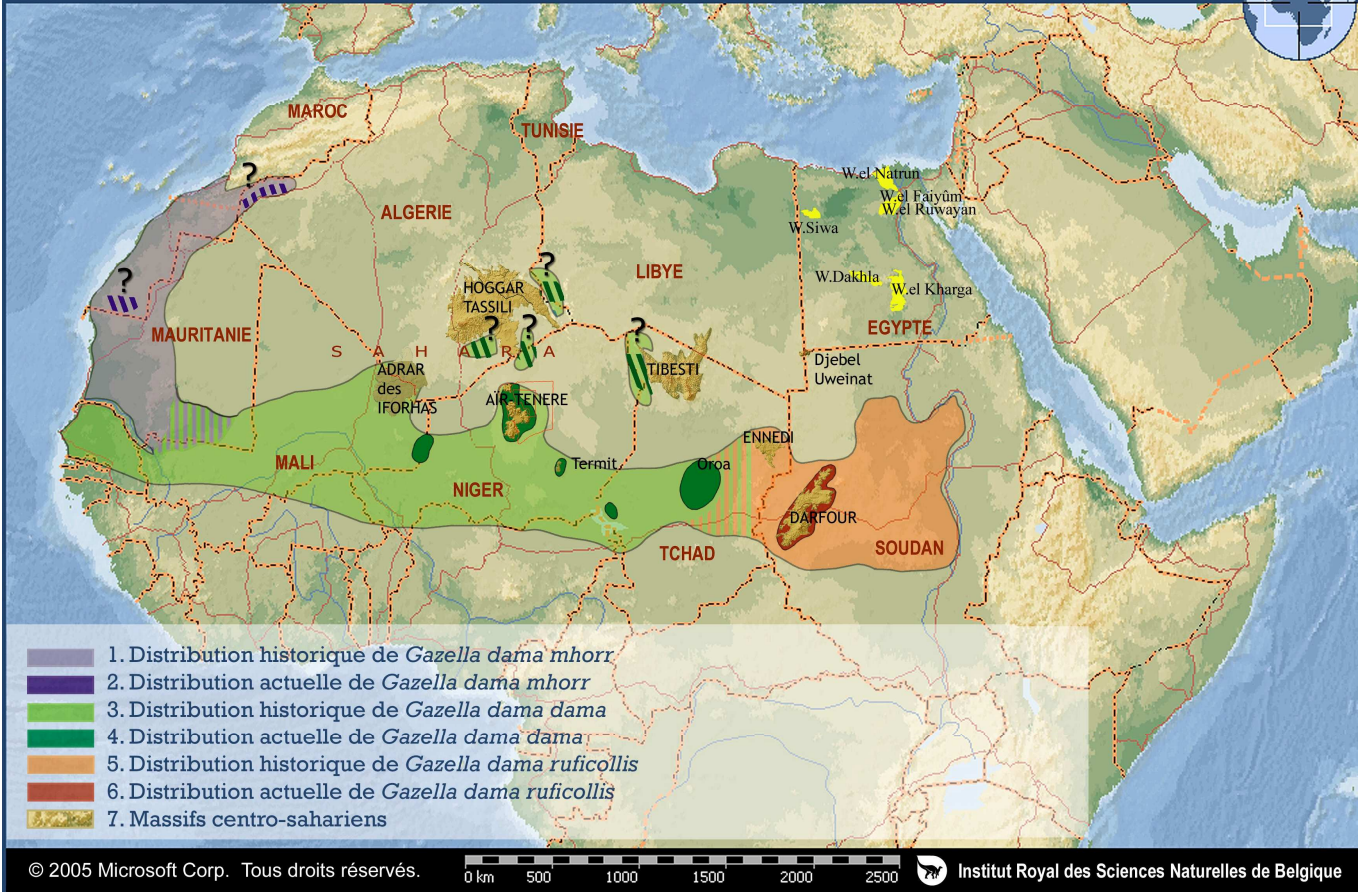 MAROC
TUNISIE
?
W.el Natrun
W.el Faiyûm
W.el Ruwayan
ALGERIE
W.Siwa
?
?
LIBYE
W.Dakhla
W.el Kharga
HOGGAR
TASSILI
MAURITANIE
?
?
?
EGYPTE
S A H A R A
ADRAR
des
IFORHAS
TIBESTI
Djebel
Uweinat
AÏR-TENERE
ENNEDI
MALI
Termit
Oroa
NIGER
DARFOUR
TCHAD
SOUDAN
1. Distribution historique de Gazella dama mhorr
2. Distribution actuelle de Gazella dama mhorr
3. Distribution historique de Gazella dama dama
4. Distribution actuelle de Gazella dama dama
5. Distribution historique de Gazella dama ruficollis
6. Distribution actuelle de Gazella dama ruficollis
7. Massifs centro-sahariens
© 2005 Microsoft Corp. Tous droits réservés.
0 km 500 1000 1500 2000 2500
Institut Royal des Sciences Naturelles de Belgique